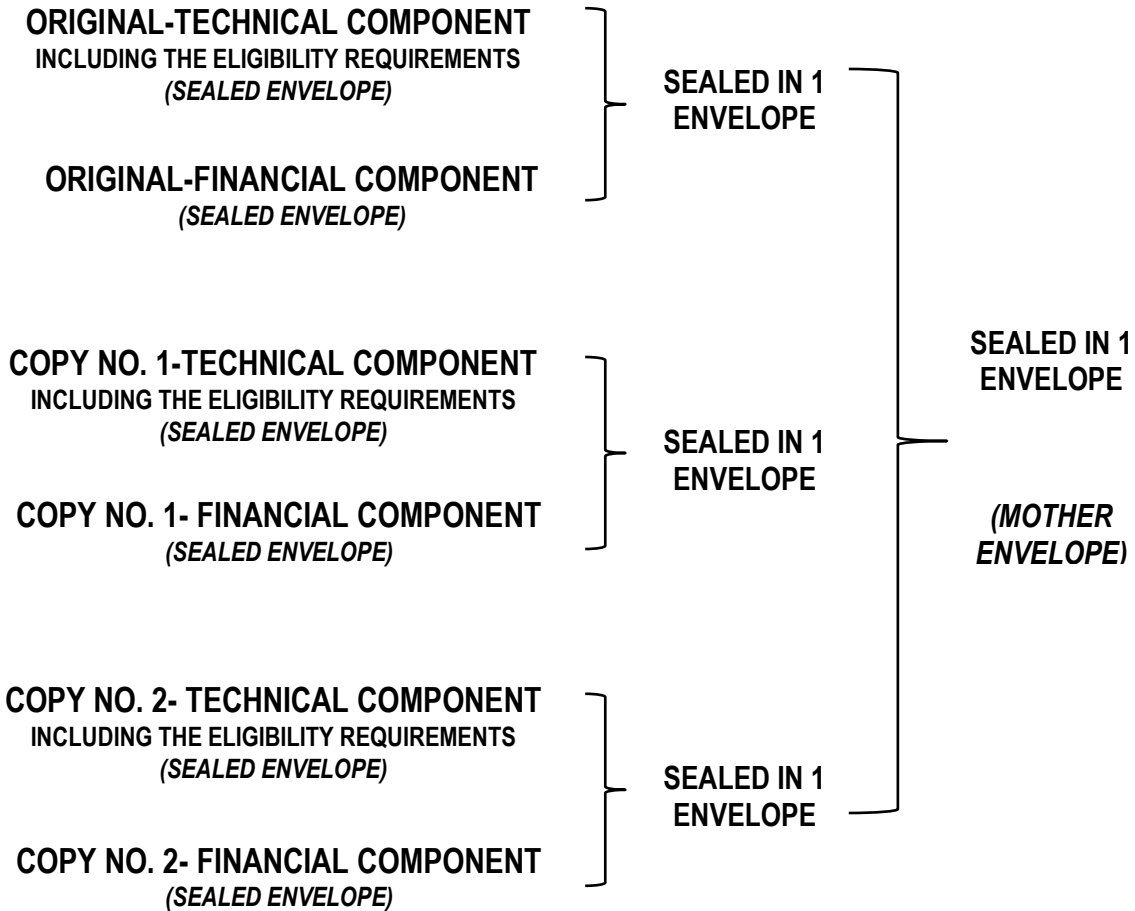 ORIGINAL-TECHNICAL COMPONENT
INCLUDING THE ELIGIBILITY REQUIREMENTS
(SEALED ENVELOPE)
ORIGINAL-FINANCIAL COMPONENT
(SEALED ENVELOPE)
SEALED IN 1
ENVELOPE
COPY NO. 1-TECHNICAL COMPONENT
INCLUDING THE ELIGIBILITY REQUIREMENTS
(SEALED ENVELOPE)
COPY NO. 1- FINANCIAL COMPONENT
(SEALED ENVELOPE)
SEALED IN 1
ENVELOPE
COPY NO. 2- TECHNICAL COMPONENT
INCLUDING THE ELIGIBILITY REQUIREMENTS
(SEALED ENVELOPE)
COPY NO. 2- FINANCIAL COMPONENT
(SEALED ENVELOPE)
SEALED IN 1
ENVELOPE
SEALED IN 1
ENVELOPE
(MOTHER
ENVELOPE)